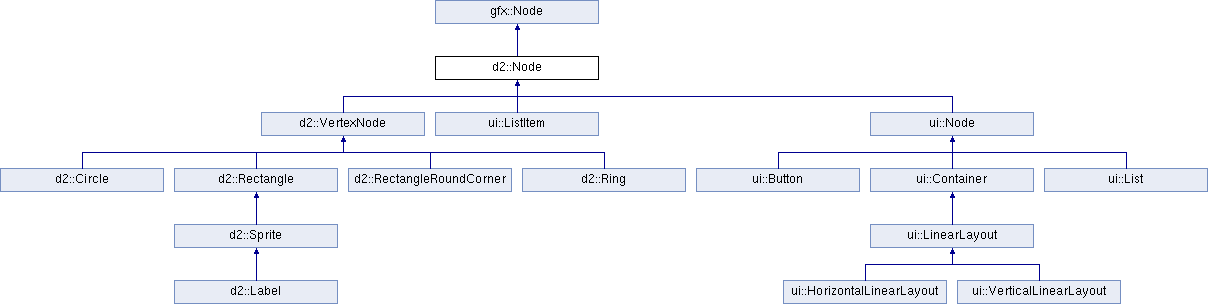 gfx::Node
d2::Node
d2::VertexNode
ui::ListItem
ui::Node
d2::Circle
d2::Rectangle
d2::RectangleRoundCorner
d2::Ring
ui::Button
ui::Container
ui::List
d2::Sprite
ui::LinearLayout
d2::Label
ui::HorizontalLinearLayout
ui::VerticalLinearLayout